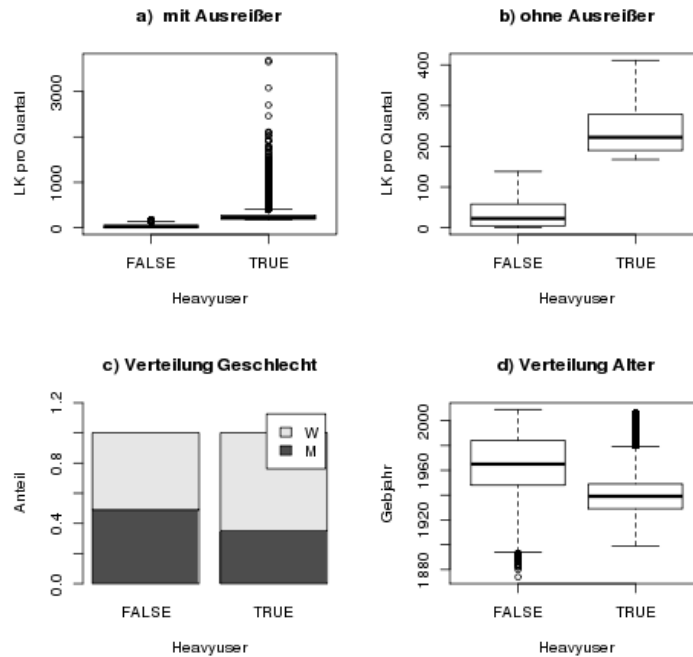 a) mit Ausreißer
LK pro Quartal
0
1000
3000
FALSE
TRUE
Heavyuser
b) ohne Ausreißer
LK pro Quartal
0
100
200
300
400
FALSE
TRUE
Heavyuser
c) Verteilung Geschlecht
Anteil
0.0
0.4
0.8
1.2
W
M
FALSE
TRUE
Heavyuser
d) Verteilung Alter
Gebjahr
1880
1920
1960
2000
FALSE
TRUE
Heavyuser